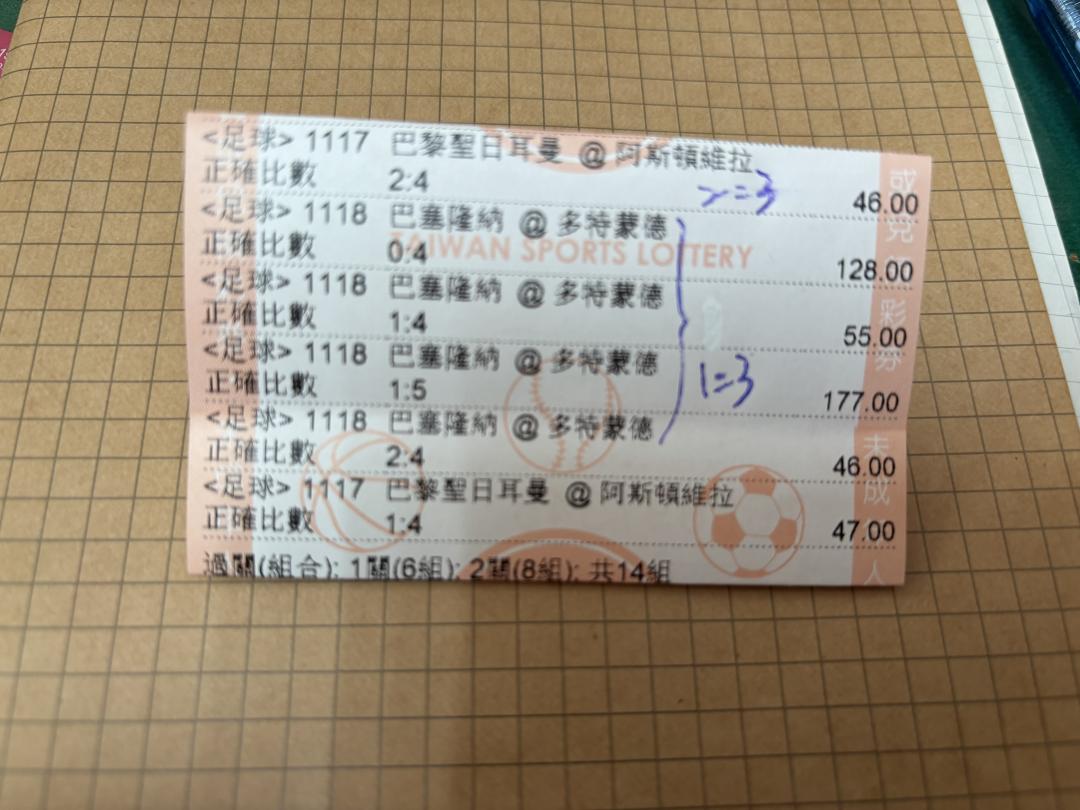 <足球> 1117 巴黎聖日耳曼 @ 阿斯頓維拉
正確比數 2:4 46.00
2=3
<足球> 1118 巴塞隆納 @ 多特蒙德
正確比數 0:4 128.00
TAIWAN SPORTS LOTTERY
<足球> 1118 巴塞隆納 @ 多特蒙德
正確比數 1:4 55.00
<足球> 1118 巴塞隆納 @ 多特蒙德
正確比數 1:5 177.00
1=3
<足球> 1118 巴塞隆納 @ 多特蒙德
正確比數 2:4 46.00
<足球> 1117 巴黎聖日耳曼 @ 阿斯頓維拉
正確比數 1:4 47.00
過關(組合): 1關(6組); 2關(8組); 共14組